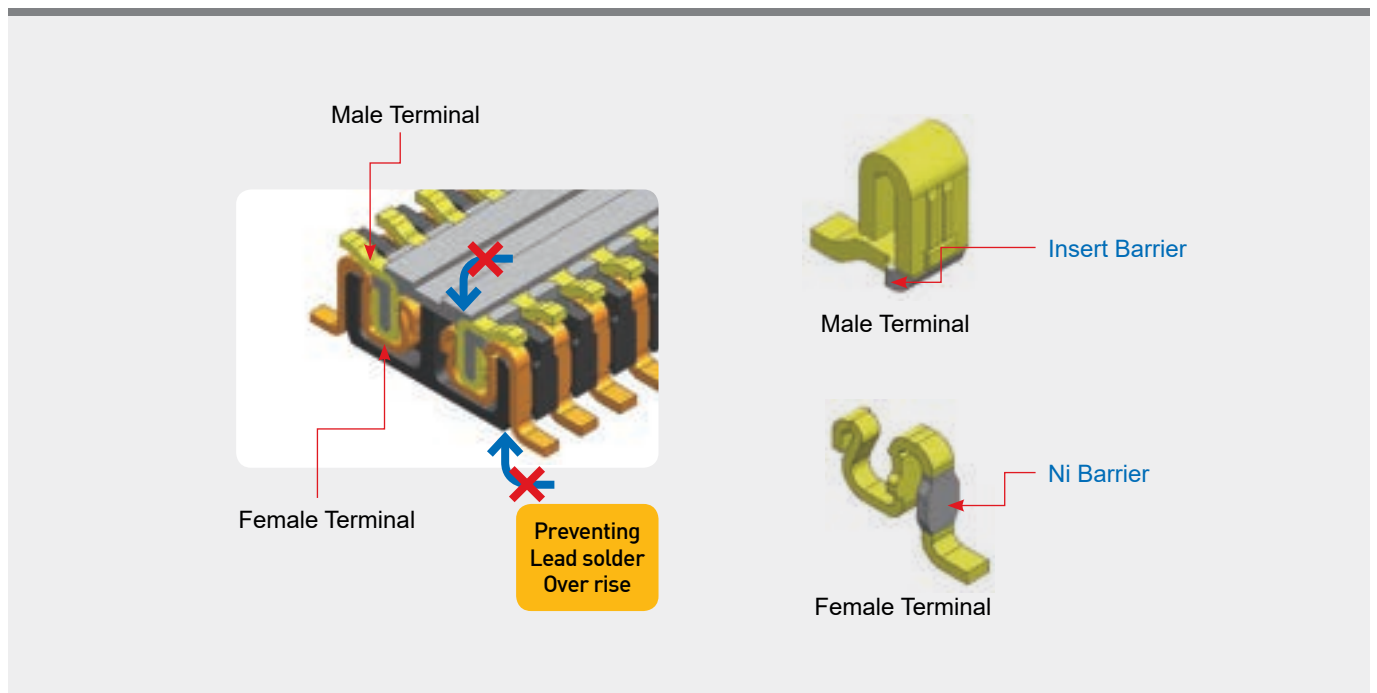 Male Terminal
Female Terminal
Preventing
Lead solder
Over rise
Insert Barrier
Male Terminal
Ni Barrier
Female Terminal